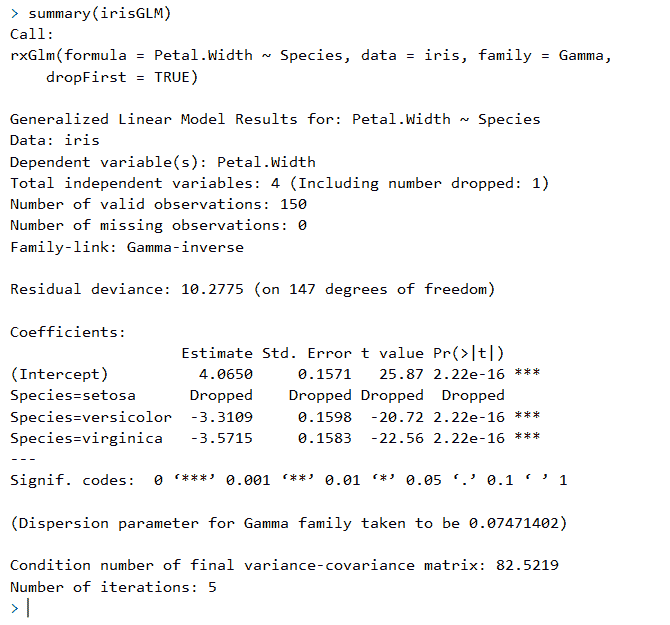 > summary(irisGLM)
Call:
rxGlm(formula = Petal.Width ~ Species, data = iris, family = Gamma,
    dropFirst = TRUE)

Generalized Linear Model Results for: Petal.Width ~ Species
Data: iris
Dependent variable(s): Petal.Width
Total independent variables: 4 (Including number dropped: 1)
Number of valid observations: 150
Number of missing observations: 0
Family-link: Gamma-inverse

Residual deviance: 10.2775 (on 147 degrees of freedom)

Coefficients:
                   Estimate Std. Error t value Pr(>|t|)
(Intercept)          4.0650     0.1571   25.87 2.22e-16 ***
Species=setosa      Dropped    Dropped Dropped  Dropped
Species=versicolor  -3.3109     0.1598  -20.72 2.22e-16 ***
Species=virginica   -3.5715     0.1583  -22.56 2.22e-16 ***
---
Signif. codes:  0 ‘***’ 0.001 ‘**’ 0.01 ‘*’ 0.05 ‘.’ 0.1 ‘ ’ 1

(Dispersion parameter for Gamma family taken to be 0.07471402)

Condition number of final variance-covariance matrix: 82.5219
Number of iterations: 5
>